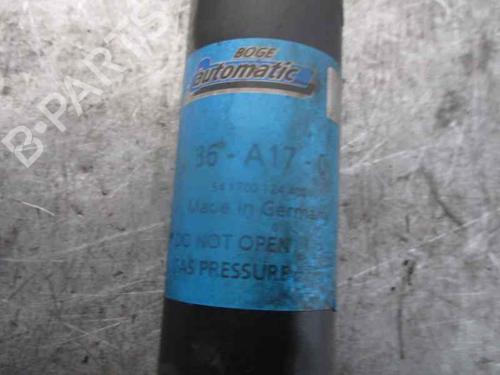 B-PARTS
BOGE
automatic
36-A17-
Made in Germany
DO NOT OPEN
GAS PRESSURE